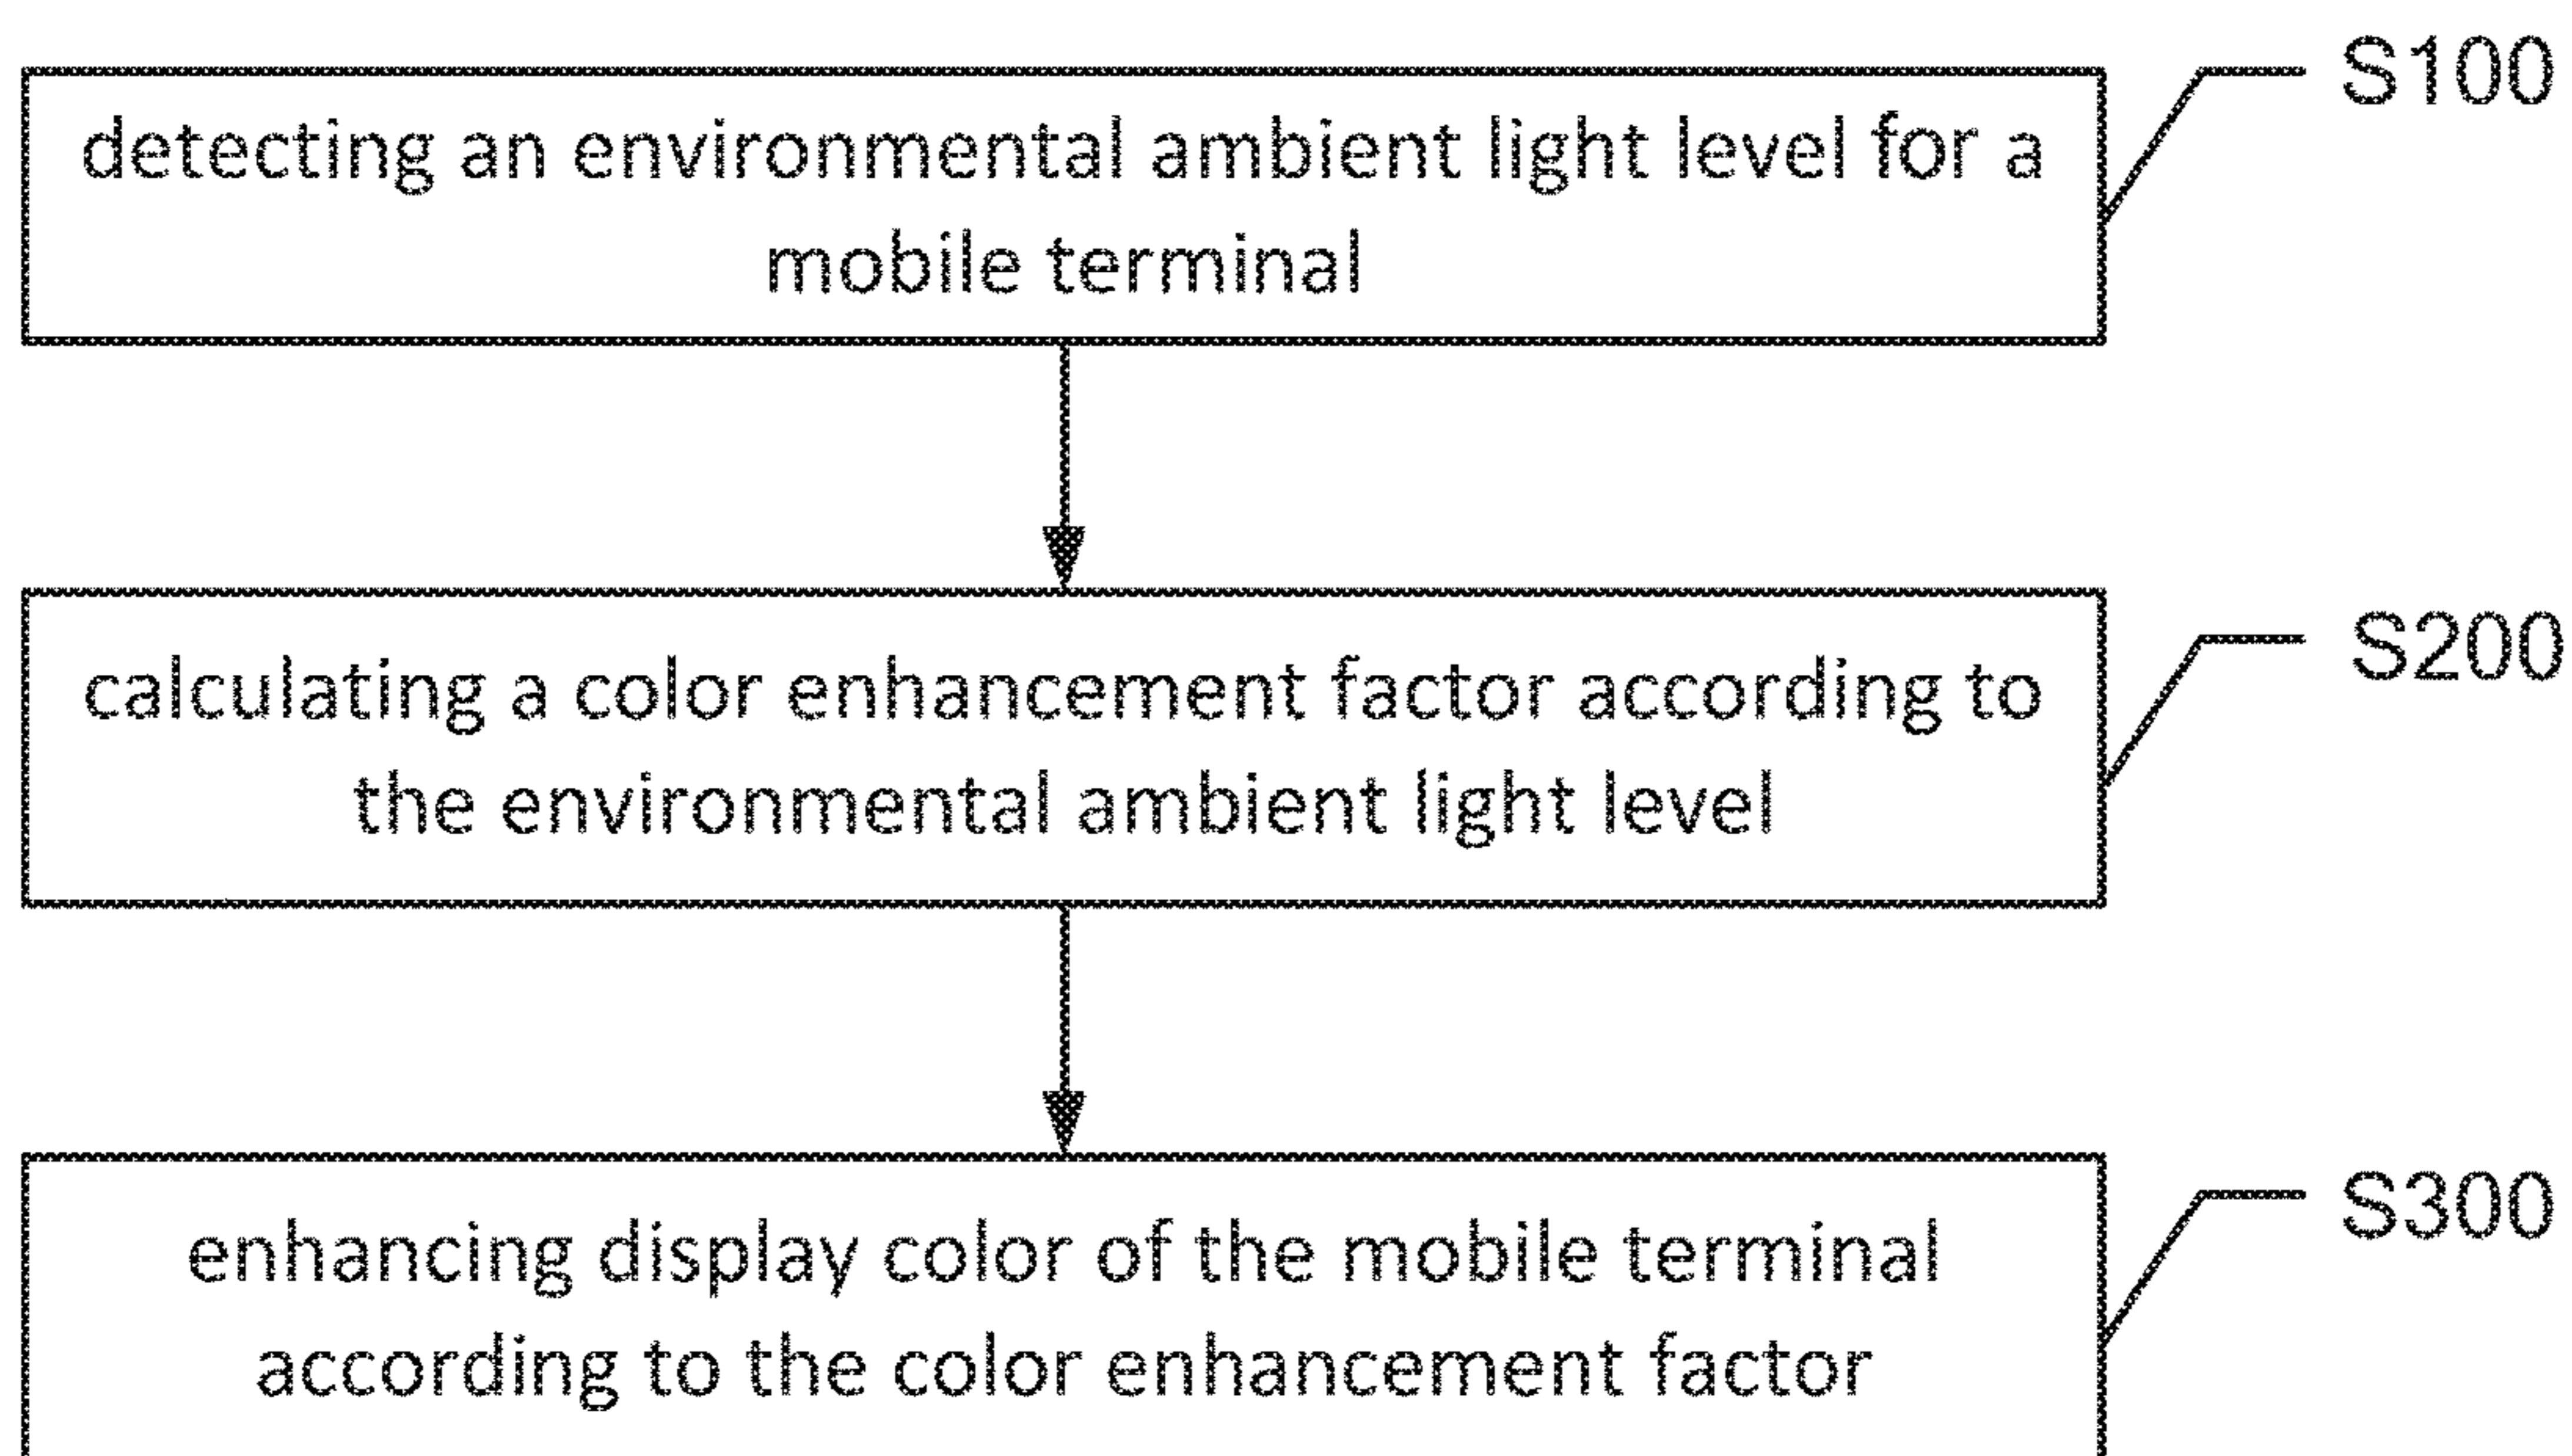 S100
detecting an environmental ambient light level for a
mobile terminal
S200
calculating a color enhancement factor according to
the environmental ambient light level
S300
enhancing display color of the mobile terminal
according to the color enhancement factor